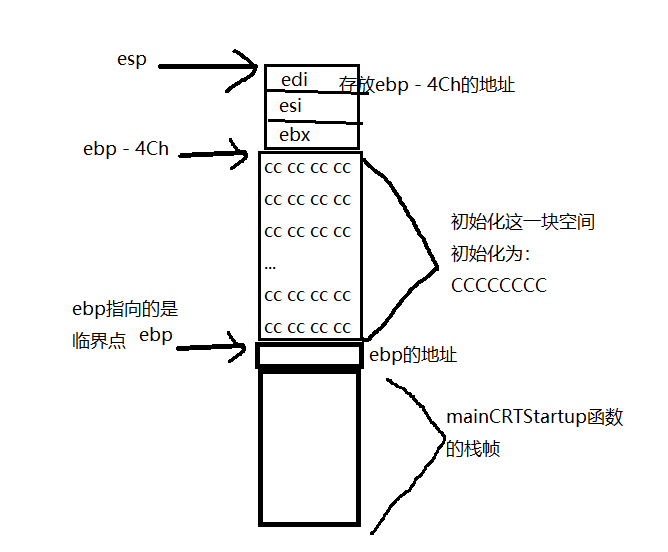 esp
edi
存放ebp - 4Ch的地址
esi
ebx
ebp - 4Ch
cc cc cc cc
cc cc cc cc
cc cc cc cc
...
cc cc cc cc
cc cc cc cc
初始化这一块空间
初始化为：
CCCCCCCC
ebp指向的是
临界点
ebp
ebp的地址
mainCRTStartup函数
的栈帧